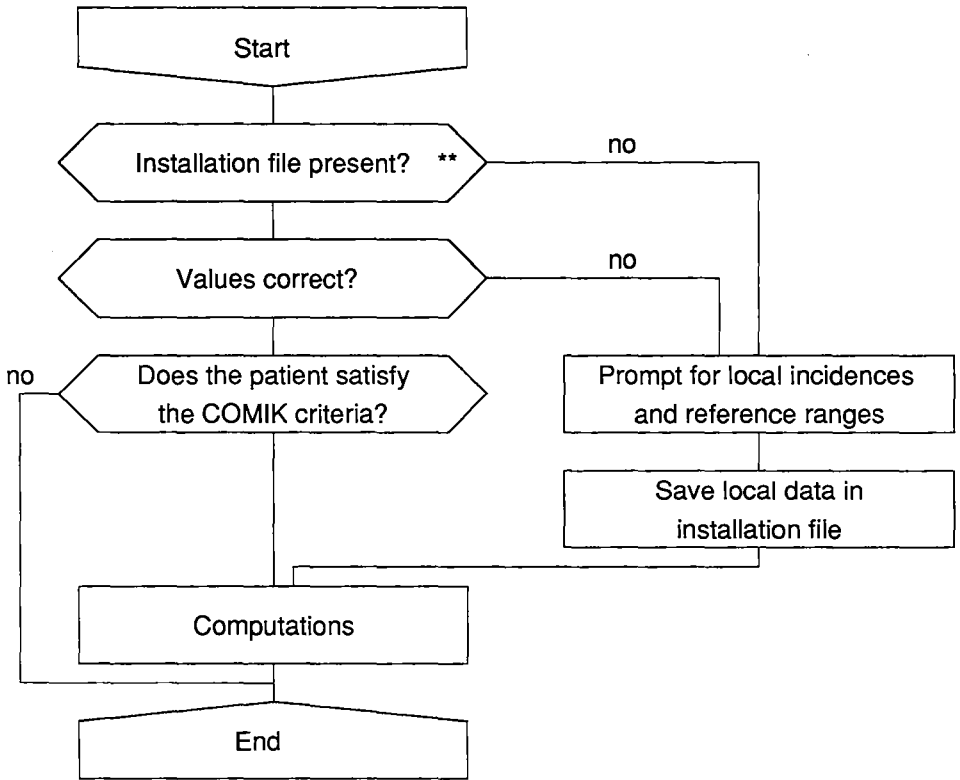 Start
Installation file present? **
no
Values correct?
no
no
Does the patient satisfy
the COMIK criteria?
Prompt for local incidences
and reference ranges
Save local data in
installation file
Computations
End